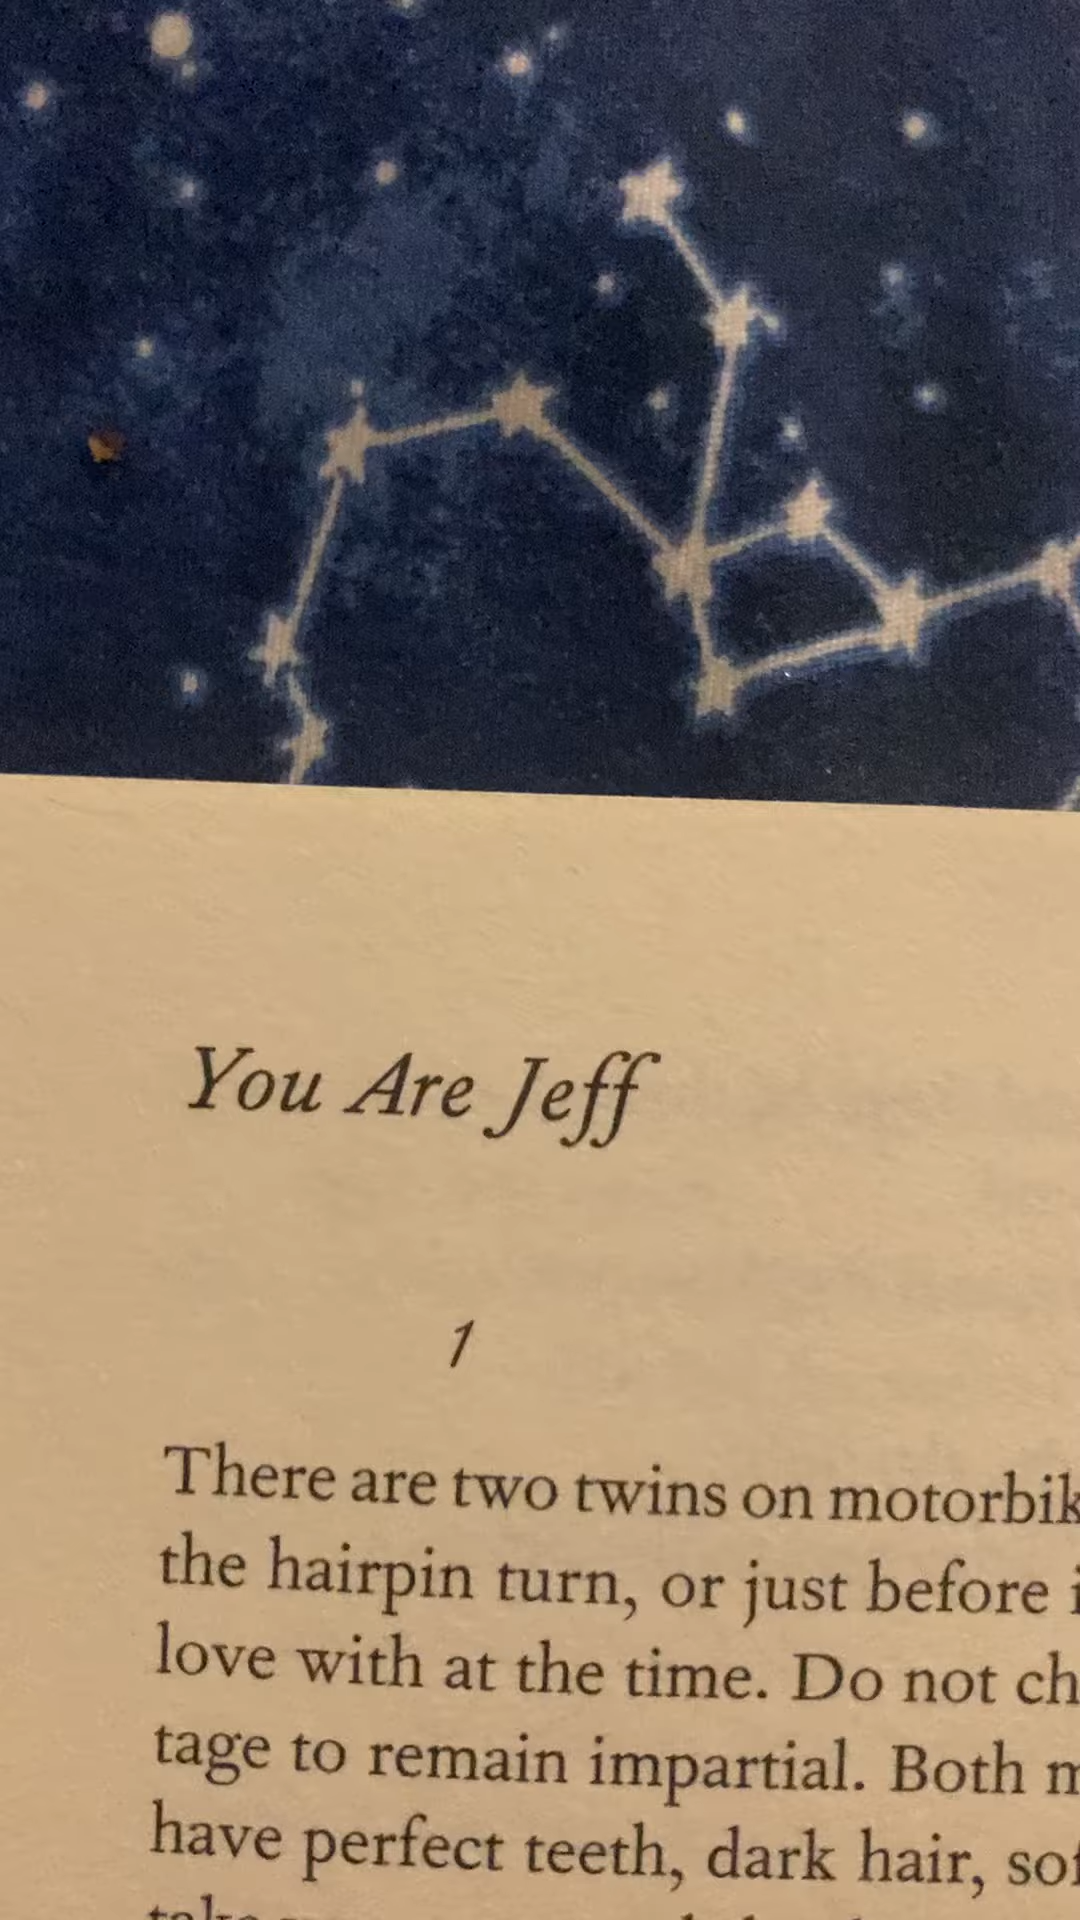 You Are Jeff
1
There are two twins on motorbik
the hairpin turn, or just before i
love with at the time. Do not ch
tage to remain impartial. Both m
have perfect teeth, dark hair, sof